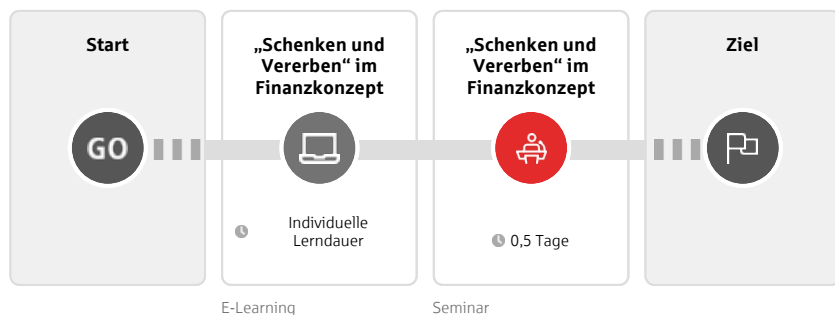 Start
„Schenken und
Vererben“ im
Finanzkonzept
„Schenken und
Vererben“ im
Finanzkonzept
Ziel
GO
Individuelle
Lerndauer
0,5 Tage
E-Learning
Seminar